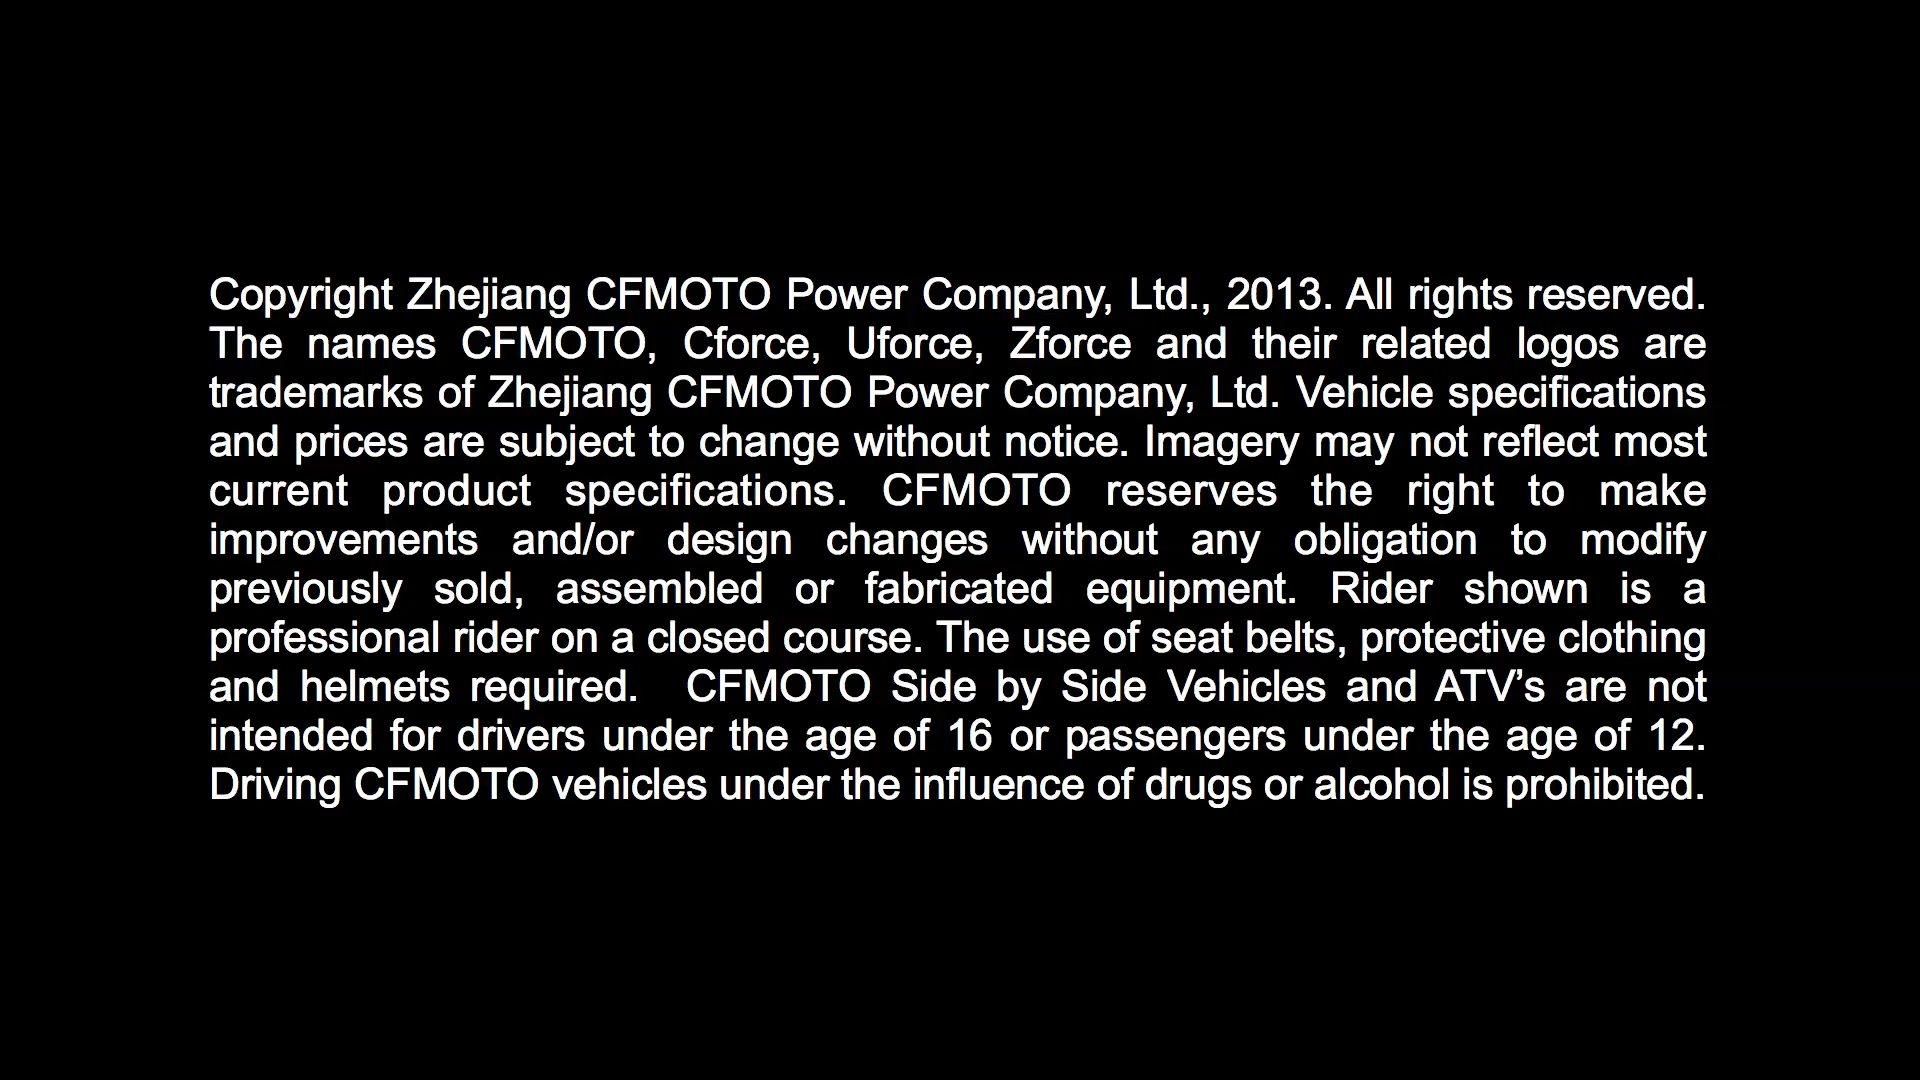 Copyright Zhejiang CFMOTO Power Company, Ltd., 2013. All rights reserved.
The names CFMOTO, Cforce, Uforce, Zforce and their related logos are
trademarks of Zhejiang CFMOTO Power Company, Ltd. Vehicle specifications
and prices are subject to change without notice. Imagery may not reflect most
current product specifications. CFMOTO reserves the right to make
improvements and/or design changes without any obligation to modify
previously sold, assembled or fabricated equipment. Rider shown is a
professional rider on a closed course. The use of seat belts, protective clothing
and helmets required.  CFMOTO Side by Side Vehicles and ATV’s are not
intended for drivers under the age of 16 or passengers under the age of 12.
Driving CFMOTO vehicles under the influence of drugs or alcohol is prohibited.